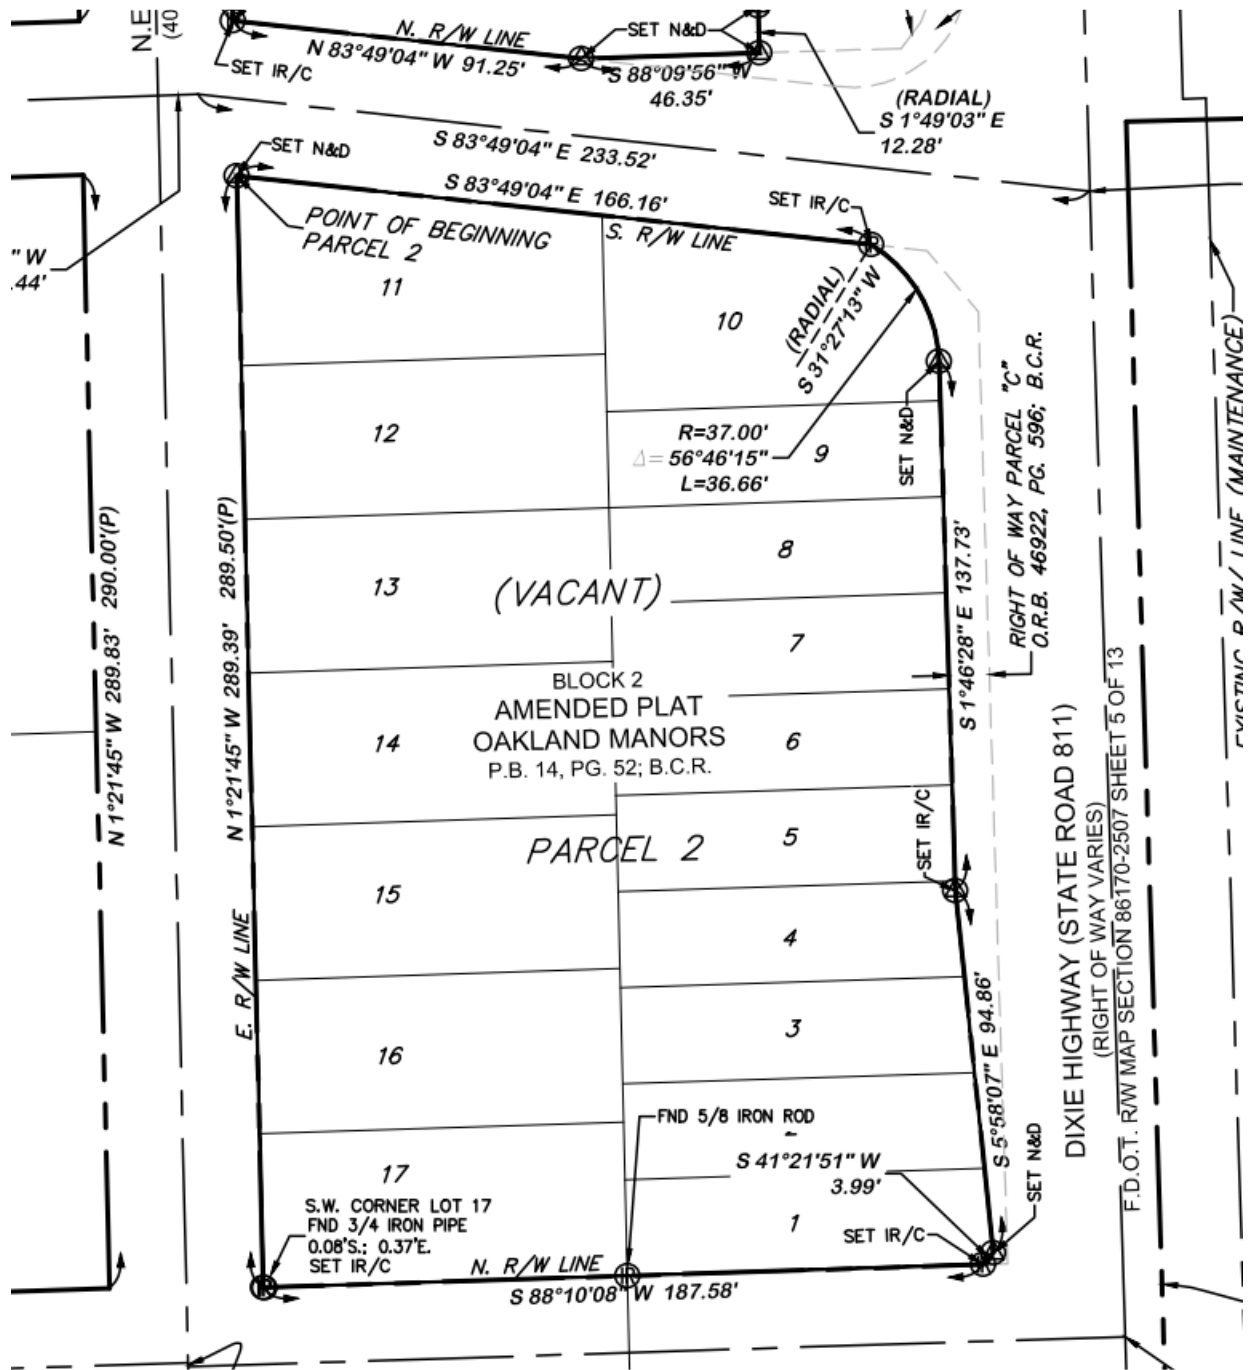 N.E
(40
N. R/W LINE
N 83°49'04" W 91.25'
SET IR/C
SET N&D
S 88°09'56" W
46.35'
(RADIAL)
S 1°49'03" E
12.28'
S 83°49'04" E 233.52'
SET N&D
S 83°49'04" E 166.16'
SET IR/C
POINT OF BEGINNING
PARCEL 2
S. R/W LINE
" W
.44'
11
10
(RADIAL)
S 31°27'13" W
12
R=37.00'
Δ= 56°46'15"
L=36.66'
9
SET N&D
RIGHT OF WAY PARCEL "C"
O.R.B. 46922, PG. 596; B.C.R.
EXISTING R/W LINE (MAINTENANCE)
N 1°21'45" W 289.83' 290.00'(P)
N 1°21'45" W 289.39' 289.50'(P)
13
(VACANT)
8
7
S 1°46'28" E 137.73'
BLOCK 2
AMENDED PLAT
OAKLAND MANORS
P.B. 14, PG. 52; B.C.R.
14
6
PARCEL 2
5
SET IR/C
15
4
E. R/W LINE
16
3
S 5°58'07" E 94.86'
DIXIE HIGHWAY (STATE ROAD 811)
(RIGHT OF WAY VARIES)
F.D.O.T. R/W MAP SECTION 86170-2507 SHEET 5 OF 13
FND 5/8 IRON ROD
S 41°21'51" W
3.99'
SET N&D
17
S.W. CORNER LOT 17
FND 3/4 IRON PIPE
0.08'S.; 0.37'E.
SET IR/C
1
SET IR/C
N. R/W LINE
S 88°10'08" W 187.58'